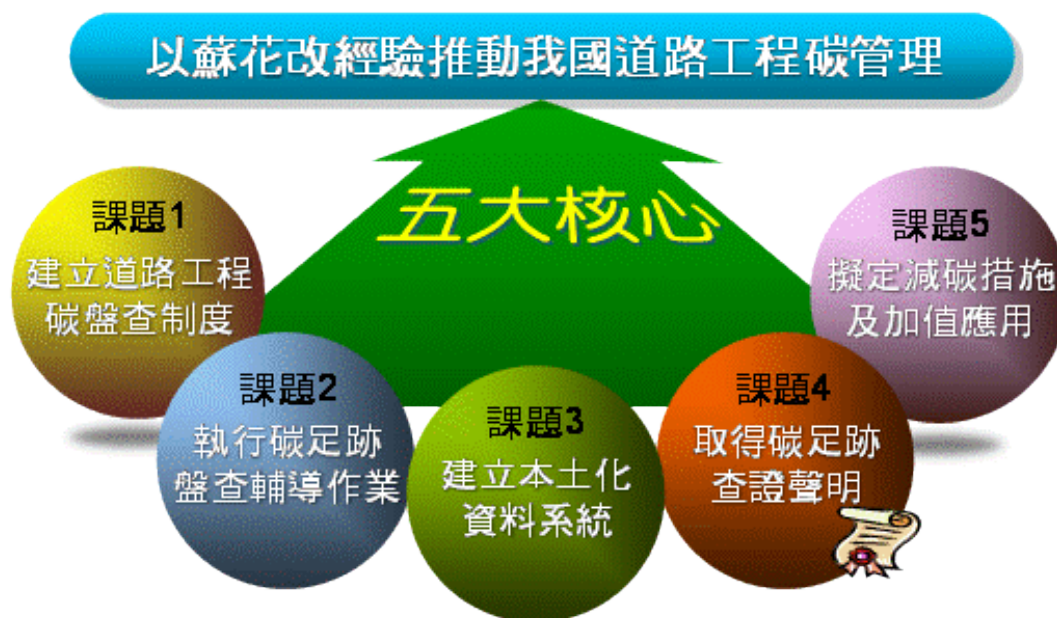 以蘇花改經驗推動我國道路工程碳管理
五大核心
課題1
建立道路工程
碳盤查制度
課題2
執行碳足跡
盤查輔導作業
課題3
建立本土化
資料系統
課題4
取得碳足跡
查證聲明
課題5
擬定減碳措施
及加值應用